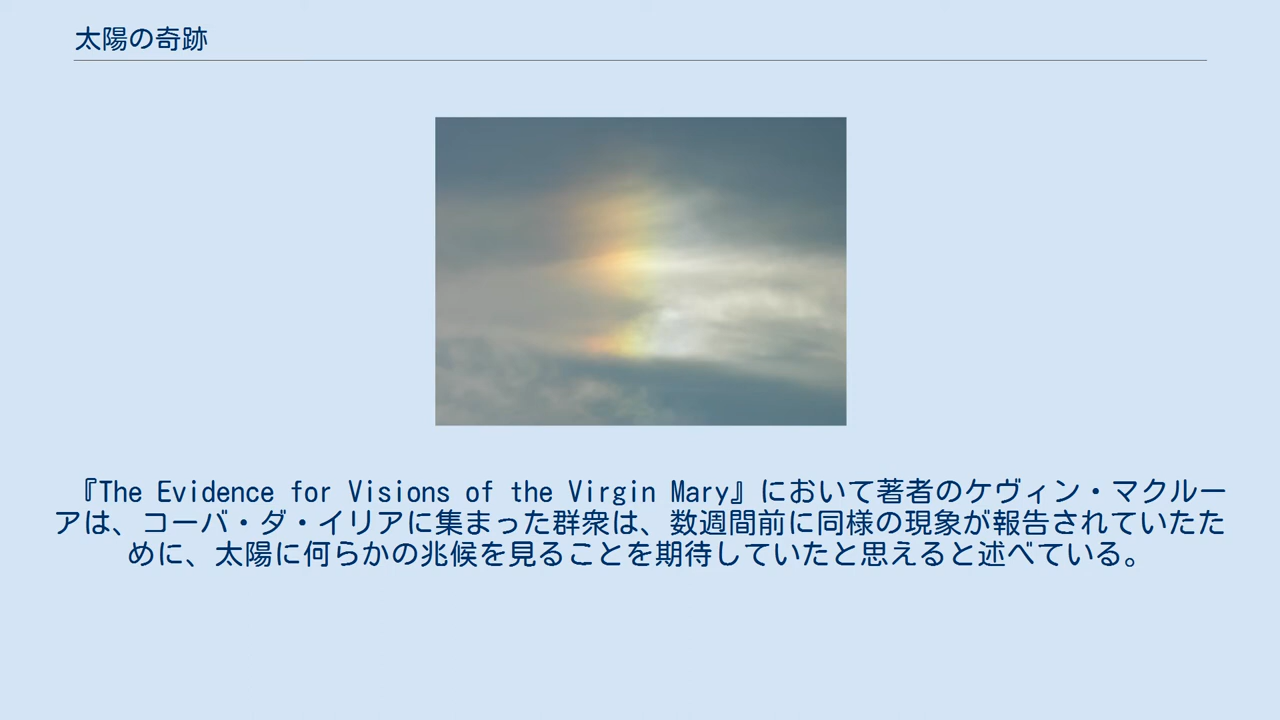 太陽の奇跡
『The Evidence for Visions of the Virgin Mary』において著者のケヴィン・マクルー
アは、コーバ・ダ・イリアに集まった群衆は、数週間前に同様の現象が報告されていたた
めに、太陽に何らかの兆候を見ることを期待していたと思えると述べている。